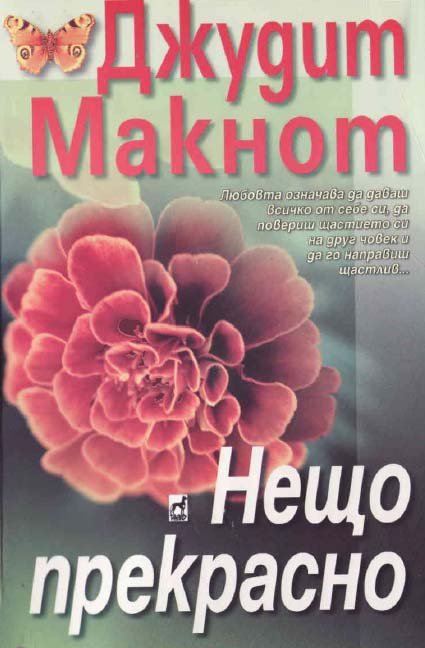 Джудит
Макнот
Любовта означава да даваш
всичко от себе си, да
повериш щастието си
на друг човек и
да го направиш
щастлив...
Нещо
прекрасно